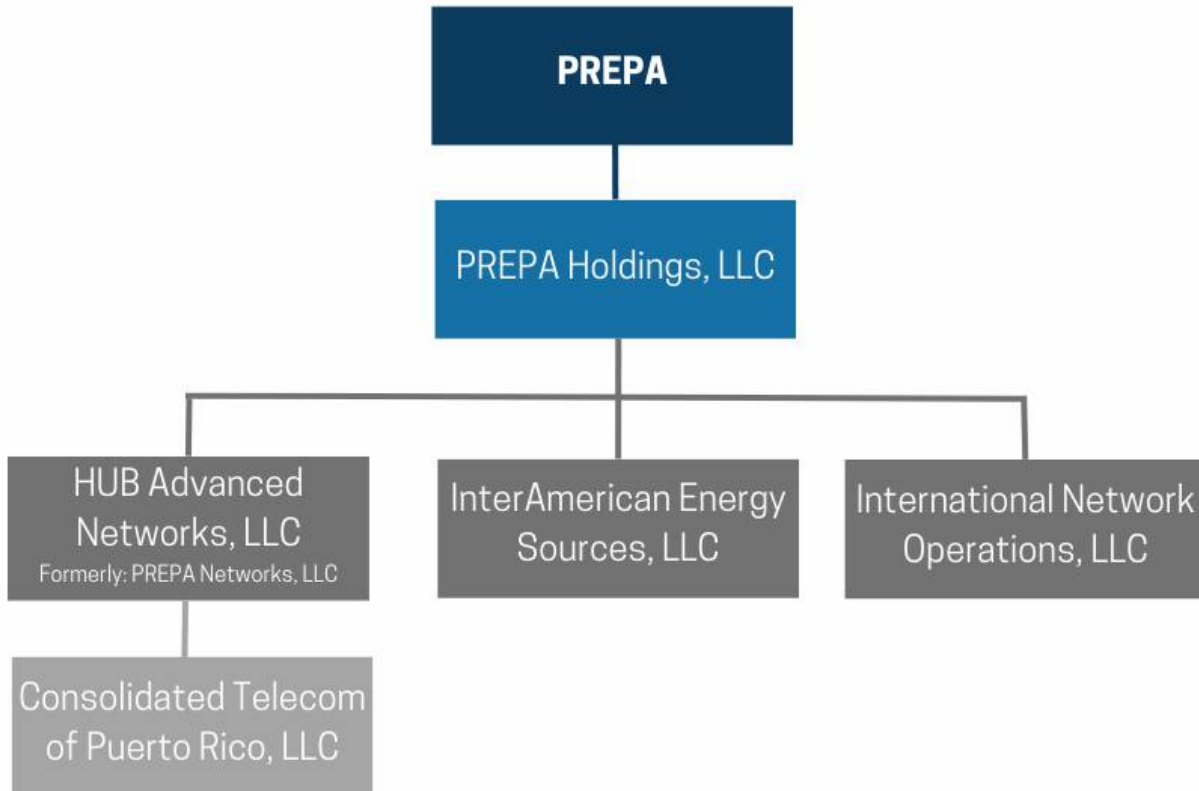 PREPA
PREPA Holdings, LLC
HUB Advanced
Networks, LLC
Formerly: PREPA Networks, LLC
InterAmerican Energy
Sources, LLC
International Network
Operations, LLC
Consolidated Telecom
of Puerto Rico, LLC